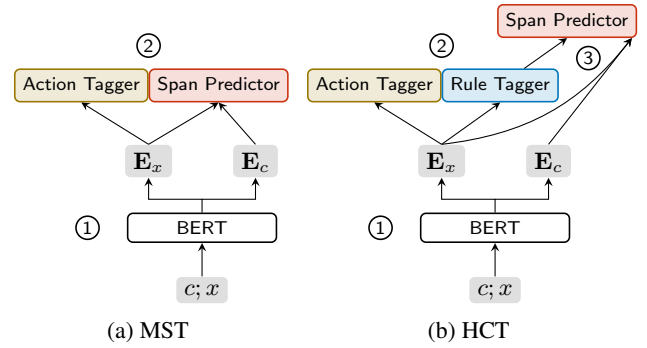 ②
Action Tagger Span Predictor
E_x E_c
① BERT
c; x
(a) MST
Span Predictor
② ③
Action Tagger Rule Tagger
E_x E_c
① BERT
c; x
(b) HCT